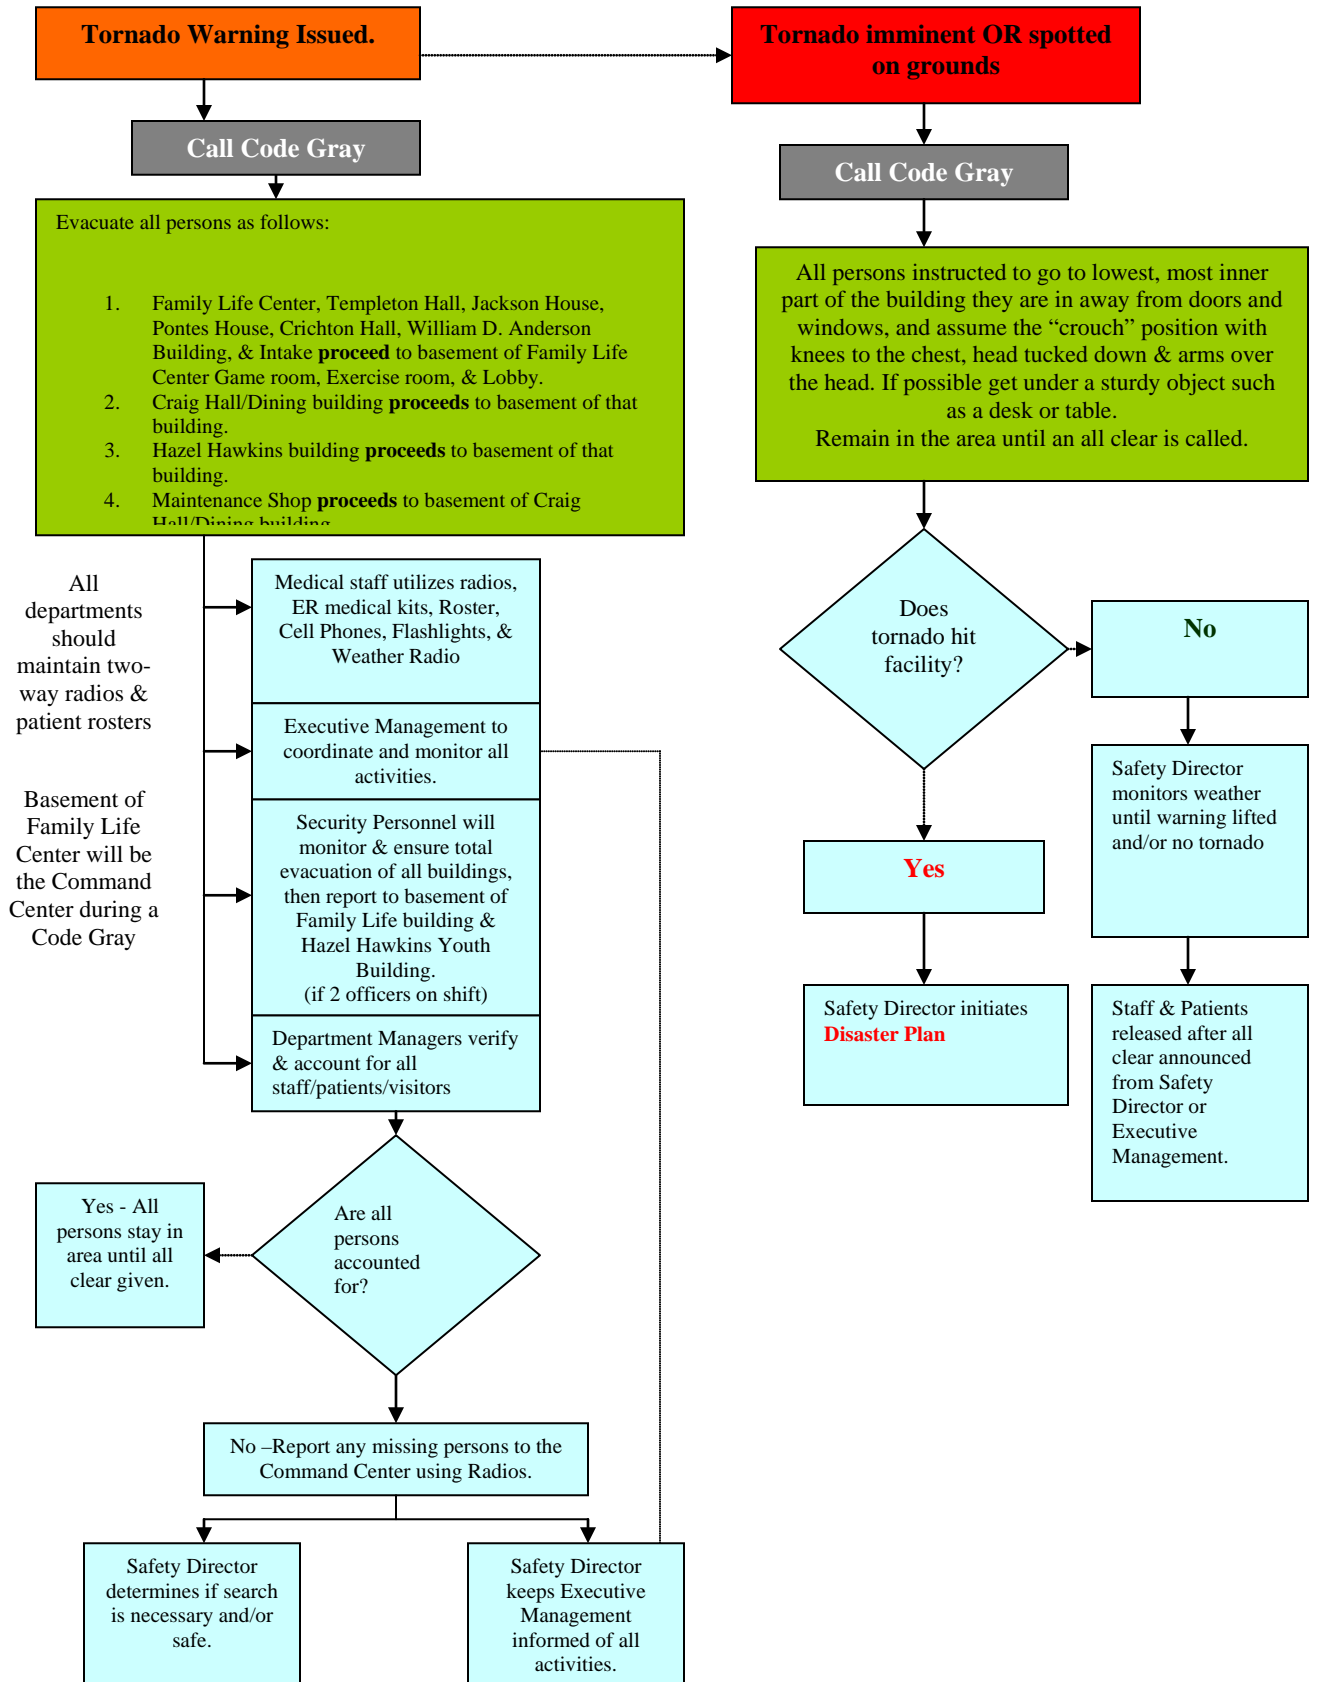 Tornado Warning Issued.
Call Code Gray
Evacuate all persons as follows:
1. Family Life Center, Templeton Hall, Jackson House,
Pontes House, Crichton Hall, William D. Anderson
Building, & Intake proceed to basement of Family Life
Center Game room, Exercise room, & Lobby.
2. Craig Hall/Dining building proceeds to basement of that
building.
3. Hazel Hawkins building proceeds to basement of that
building.
4. Maintenance Shop proceeds to basement of Craig
Hall/Dining building
All
departments
should
maintain two-
way radios &
patient rosters
Basement of
Family Life
Center will be
the Command
Center during a
Code Gray
Medical staff utilizes radios,
ER medical kits, Roster,
Cell Phones, Flashlights, &
Weather Radio
Executive Management to
coordinate and monitor all
activities.
Security Personnel will
monitor & ensure total
evacuation of all buildings,
then report to basement of
Family Life building &
Hazel Hawkins Youth
Building.
(if 2 officers on shift)
Department Managers verify
& account for all
staff/patients/visitors
Are all
persons
accounted
for?
Yes - All
persons stay in
area until all
clear given.
No –Report any missing persons to the
Command Center using Radios.
Safety Director
determines if search
is necessary and/or
safe.
Safety Director
keeps Executive
Management
informed of all
activities.
Tornado imminent OR spotted
on grounds
Call Code Gray
All persons instructed to go to lowest, most inner
part of the building they are in away from doors and
windows, and assume the “crouch” position with
knees to the chest, head tucked down & arms over
the head. If possible get under a sturdy object such
as a desk or table.
Remain in the area until an all clear is called.
Does
tornado hit
facility?
No
Safety Director
monitors weather
until warning lifted
and/or no tornado
Staff & Patients
released after all
clear announced
from Safety
Director or
Executive
Management.
Yes
Safety Director initiates
Disaster Plan